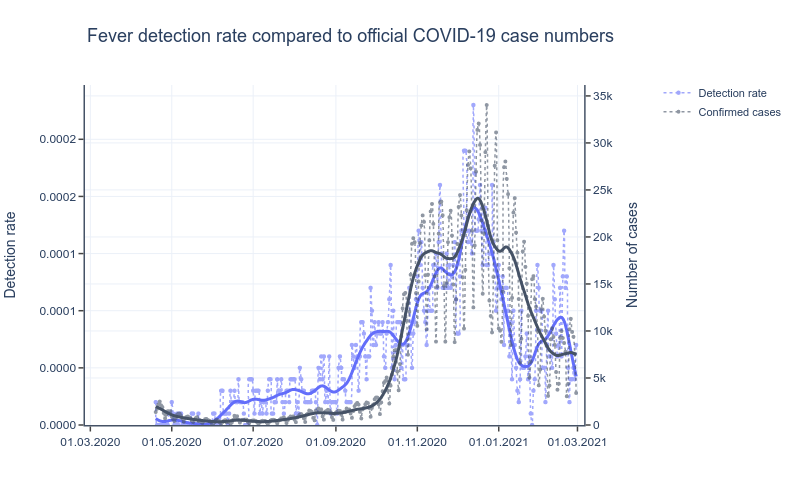 Fever detection rate compared to official COVID-19 case numbers
Detection rate
Confirmed cases
35k
30k
25k
20k
15k
10k
5k
0
Number of cases
0.0002
0.0002
0.0001
0.0001
0.0000
0.0000
Detection rate
01.03.2020
01.05.2020
01.07.2020
01.09.2020
01.11.2020
01.01.2021
01.03.2021